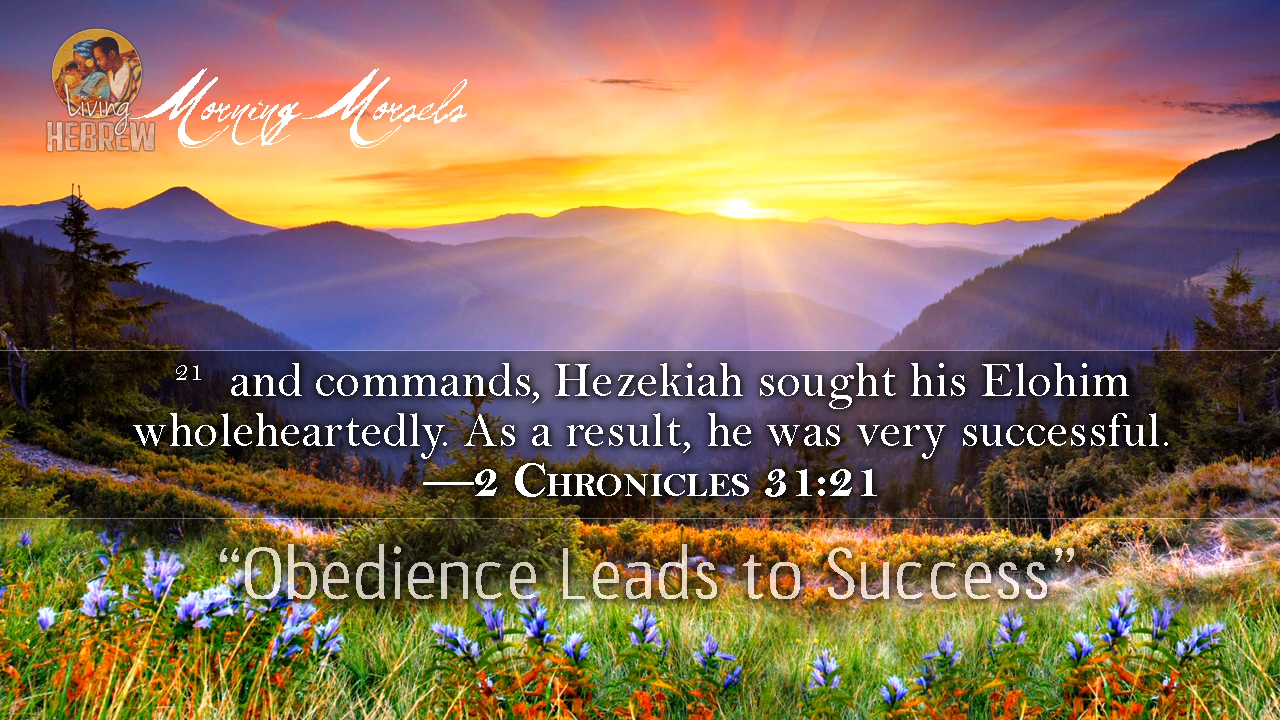 Living
HEBREW
Morning Morsels
21 and commands, Hezekiah sought his Elohim
wholeheartedly. As a result, he was very successful.
—2 CHRONICLES 31:21
“Obedience Leads to Success”